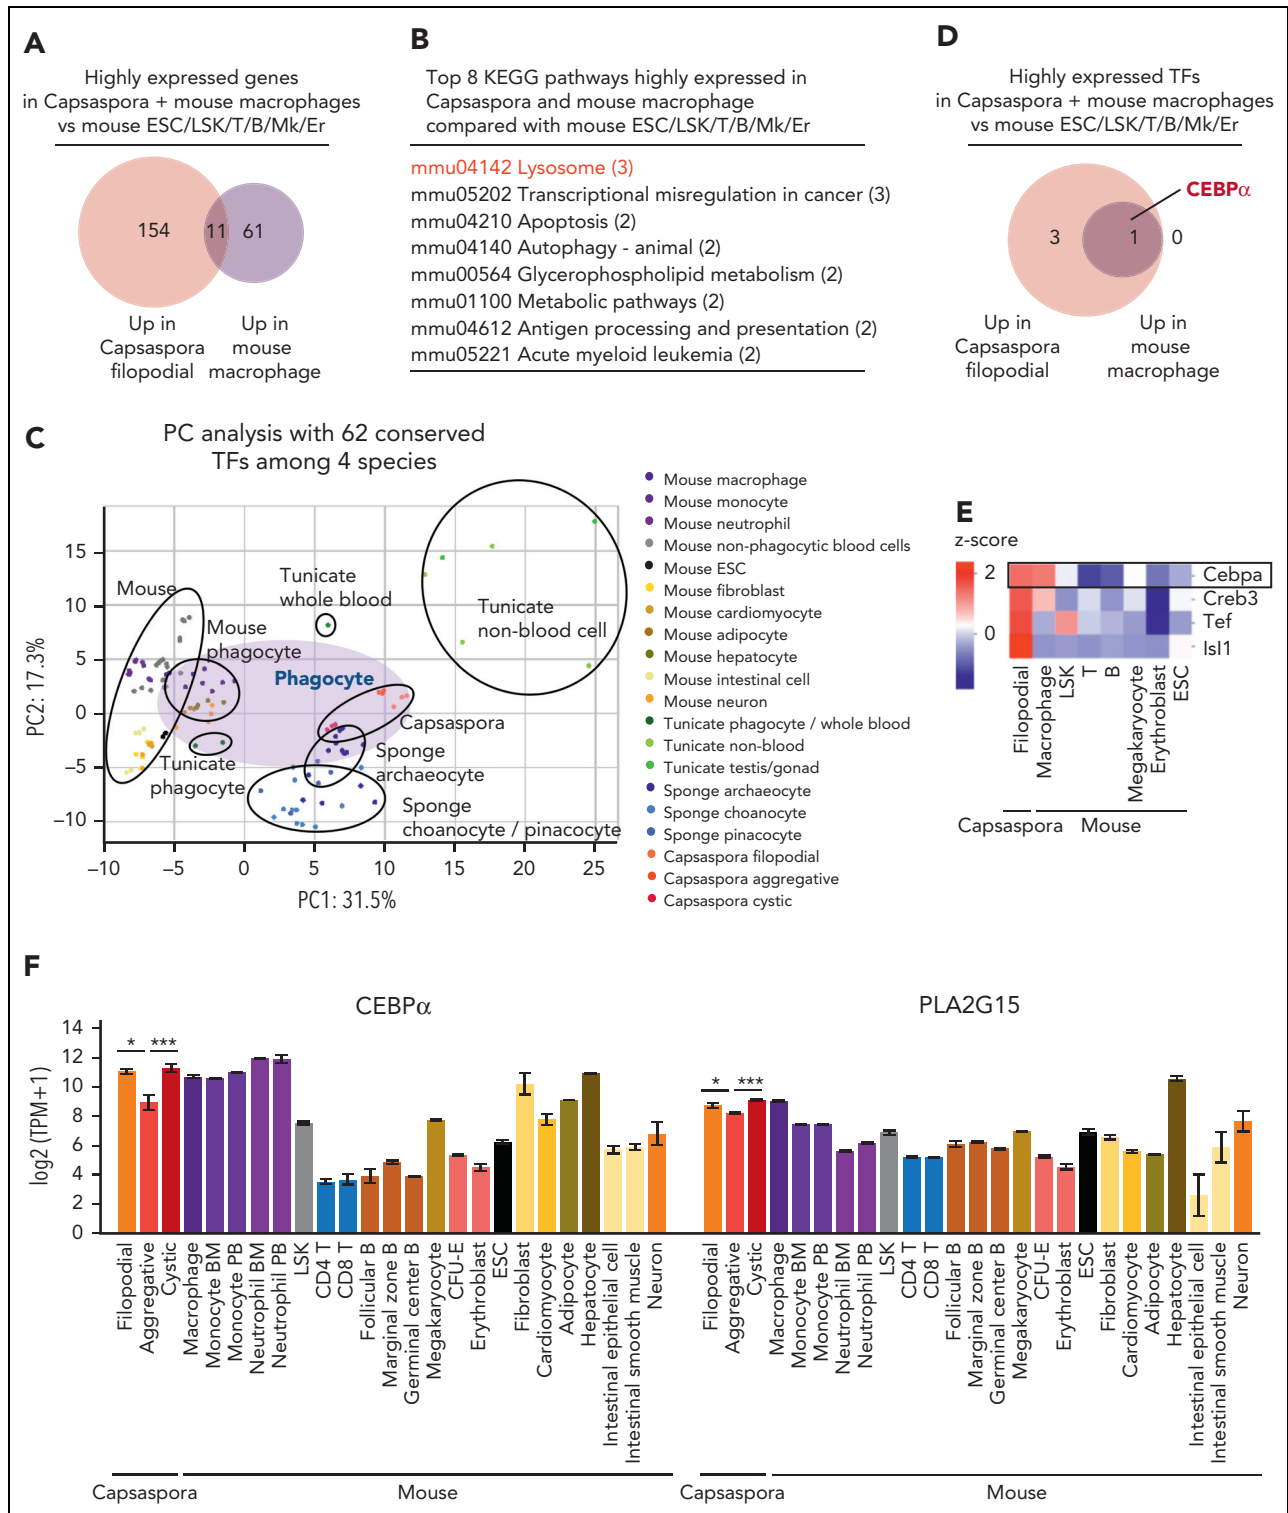 A
Highly expressed genes
in Capsaspora + mouse macrophages
vs mouse ESC/LSK/T/B/Mk/Er
154
11
61
Up in
Capsaspora
filopodial
Up in
mouse
macrophage
B
Top 8 KEGG pathways highly expressed in
Capsaspora and mouse macrophage
compared with mouse ESC/LSK/T/B/Mk/Er
mmu04142 Lysosome (3)
mmu05202 Transcriptional misregulation in cancer (3)
mmu04210 Apoptosis (2)
mmu04140 Autophagy - animal (2)
mmu00564 Glycerophospholipid metabolism (2)
mmu01100 Metabolic pathways (2)
mmu04612 Antigen processing and presentation (2)
mmu05221 Acute myeloid leukemia (2)
D
Highly expressed TFs
in Capsaspora + mouse macrophages
vs mouse ESC/LSK/T/B/Mk/Er
CEBPα
3
1
0
Up in
Capsaspora
filopodial
Up in
mouse
macrophage
C
PC analysis with 62 conserved
TFs among 4 species
PC2: 17.3%
15
10
5
0
−5
−10
−10
−5
0
5
10
15
20
25
PC1: 31.5%
Mouse
Mouse
phagocyte
Tunicate
whole blood
Tunicate
non-blood cell
Phagocyte
Capsaspora
Tunicate
phagocyte
Sponge
archaeocyte
Sponge
choanocyte / pinacocyte
Mouse macrophage
Mouse monocyte
Mouse neutrophil
Mouse non-phagocytic blood cells
Mouse ESC
Mouse fibroblast
Mouse cardiomyocyte
Mouse adipocyte
Mouse hepatocyte
Mouse intestinal cell
Mouse neuron
Tunicate phagocyte / whole blood
Tunicate non-blood
Tunicate testis/gonad
Sponge archaeocyte
Sponge choanocyte
Sponge pinacocyte
Capsaspora filopodial
Capsaspora aggregative
Capsaspora cystic
E
z-score
2
0
Cebpa
Creb3
Tef
Isl1
Filopodial
Macrophage
LSK
T
B
Megakaryocyte
Erythroblast
ESC
Capsaspora
Mouse
F
CEBPα
log2 (TPM+1)
14
12
10
8
6
4
2
0
*
***
Filopodial
Aggregative
Cystic
Macrophage
Monocyte BM
Monocyte PB
Neutrophil BM
Neutrophil PB
LSK
CD4 T
CD8 T
Follicular B
Marginal zone B
Germinal center B
Megakaryocyte
CFU-E
Erythroblast
ESC
Fibroblast
Cardiomyocyte
Adipocyte
Hepatocyte
Intestinal epithelial cell
Intestinal smooth muscle
Neuron
Capsaspora
Mouse
PLA2G15
*
***
Filopodial
Aggregative
Cystic
Macrophage
Monocyte BM
Monocyte PB
Neutrophil BM
Neutrophil PB
LSK
CD4 T
CD8 T
Follicular B
Marginal zone B
Germinal center B
Megakaryocyte
CFU-E
Erythroblast
ESC
Fibroblast
Cardiomyocyte
Adipocyte
Hepatocyte
Intestinal epithelial cell
Intestinal smooth muscle
Neuron
Capsaspora
Mouse